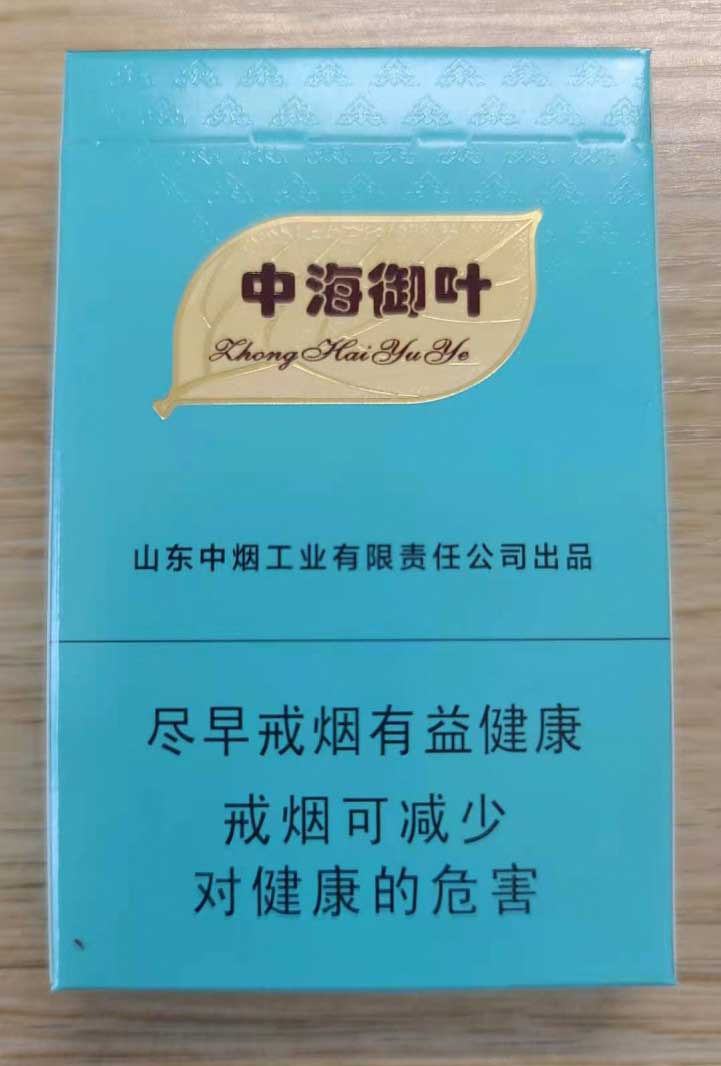 中海御叶
Zhong Hai Yu Ye
山东中烟工业有限责任公司出品
尽早戒烟有益健康
戒烟可减少
对健康的危害